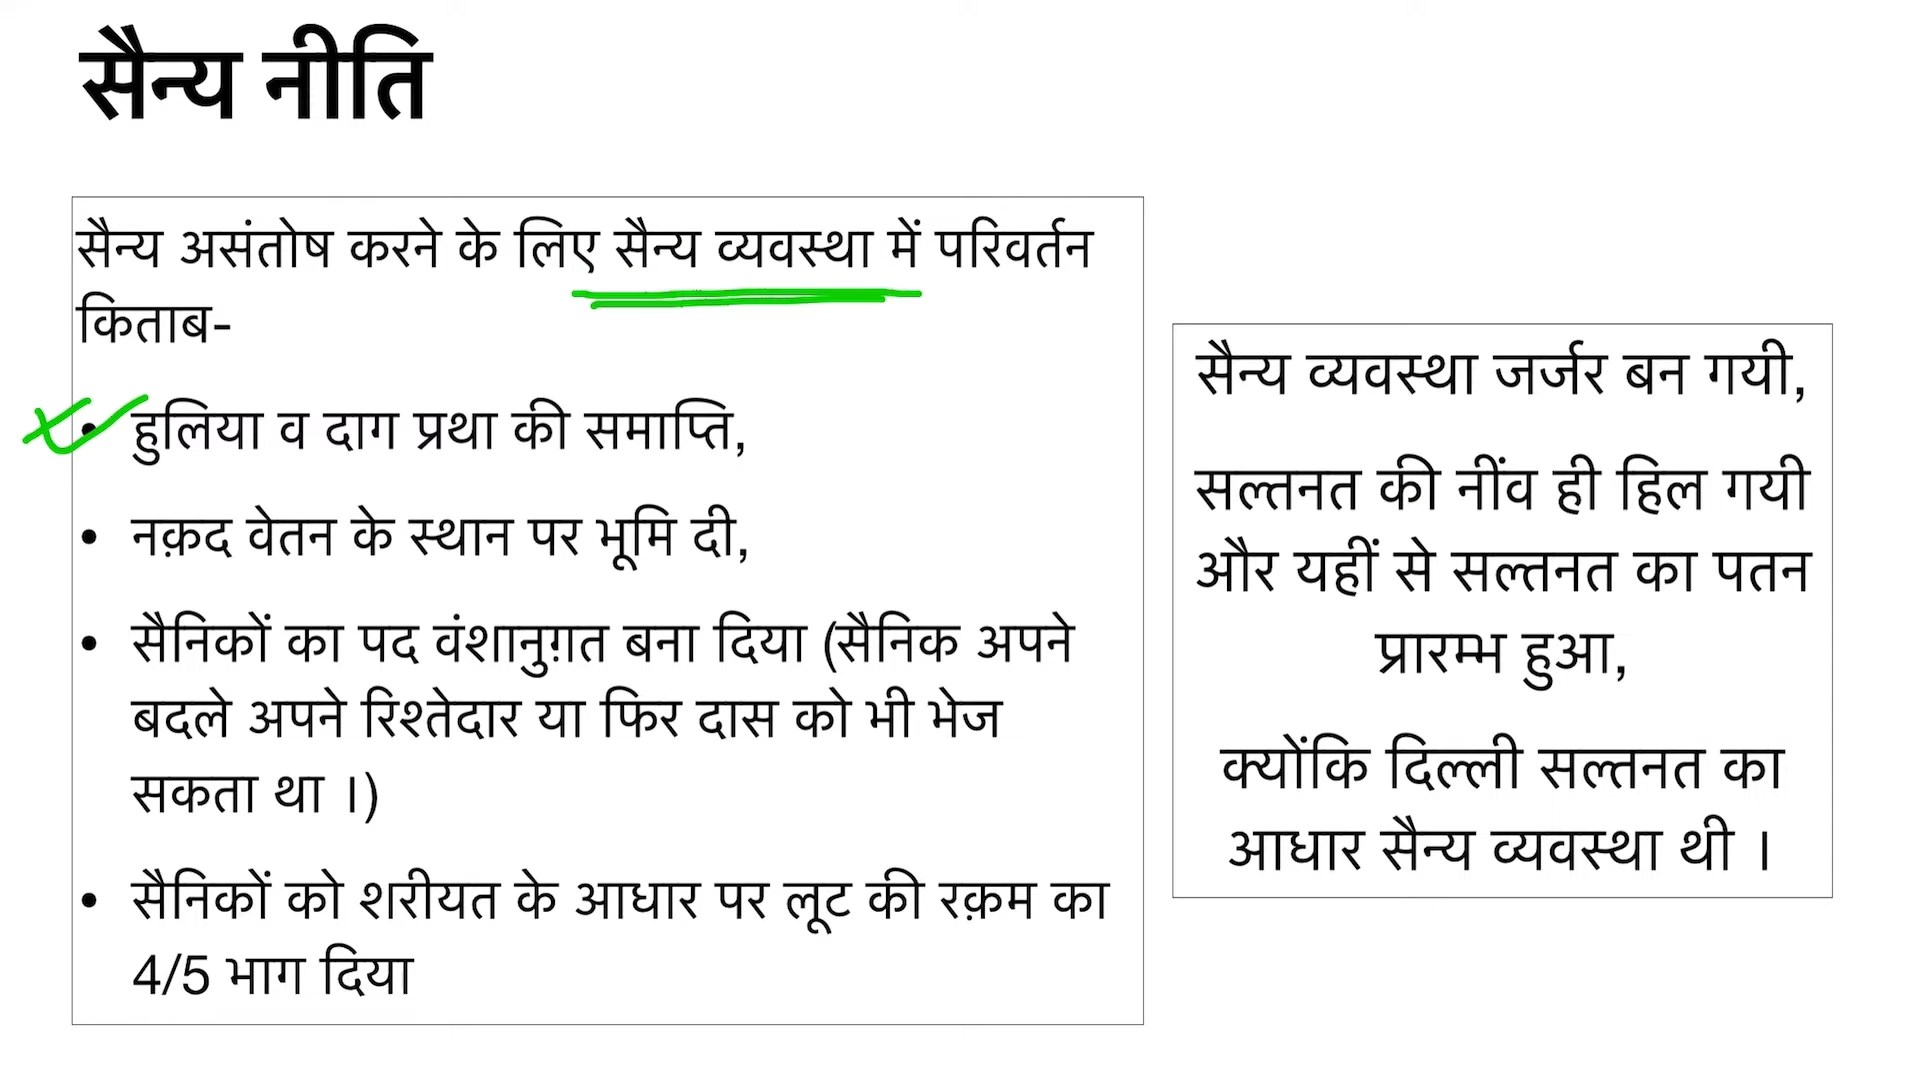 सैन्य नीति
सैन्य असंतोष करने के लिए सैन्य व्यवस्था में परिवर्तन
किताब-
• हुलिया व दाग प्रथा की समाप्ति,
• नक़द वेतन के स्थान पर भूमि दी,
• सैनिकों का पद वंशानुग़त बना दिया (सैनिक अपने
बदले अपने रिश्तेदार या फिर दास को भी भेज
सकता था ।)
• सैनिकों को शरीयत के आधार पर लूट की रक़म का
4/5 भाग दिया
सैन्य व्यवस्था जर्जर बन गयी,
सल्तनत की नींव ही हिल गयी
और यहीं से सल्तनत का पतन
प्रारम्भ हुआ,
क्योंकि दिल्ली सल्तनत का
आधार सैन्य व्यवस्था थी ।